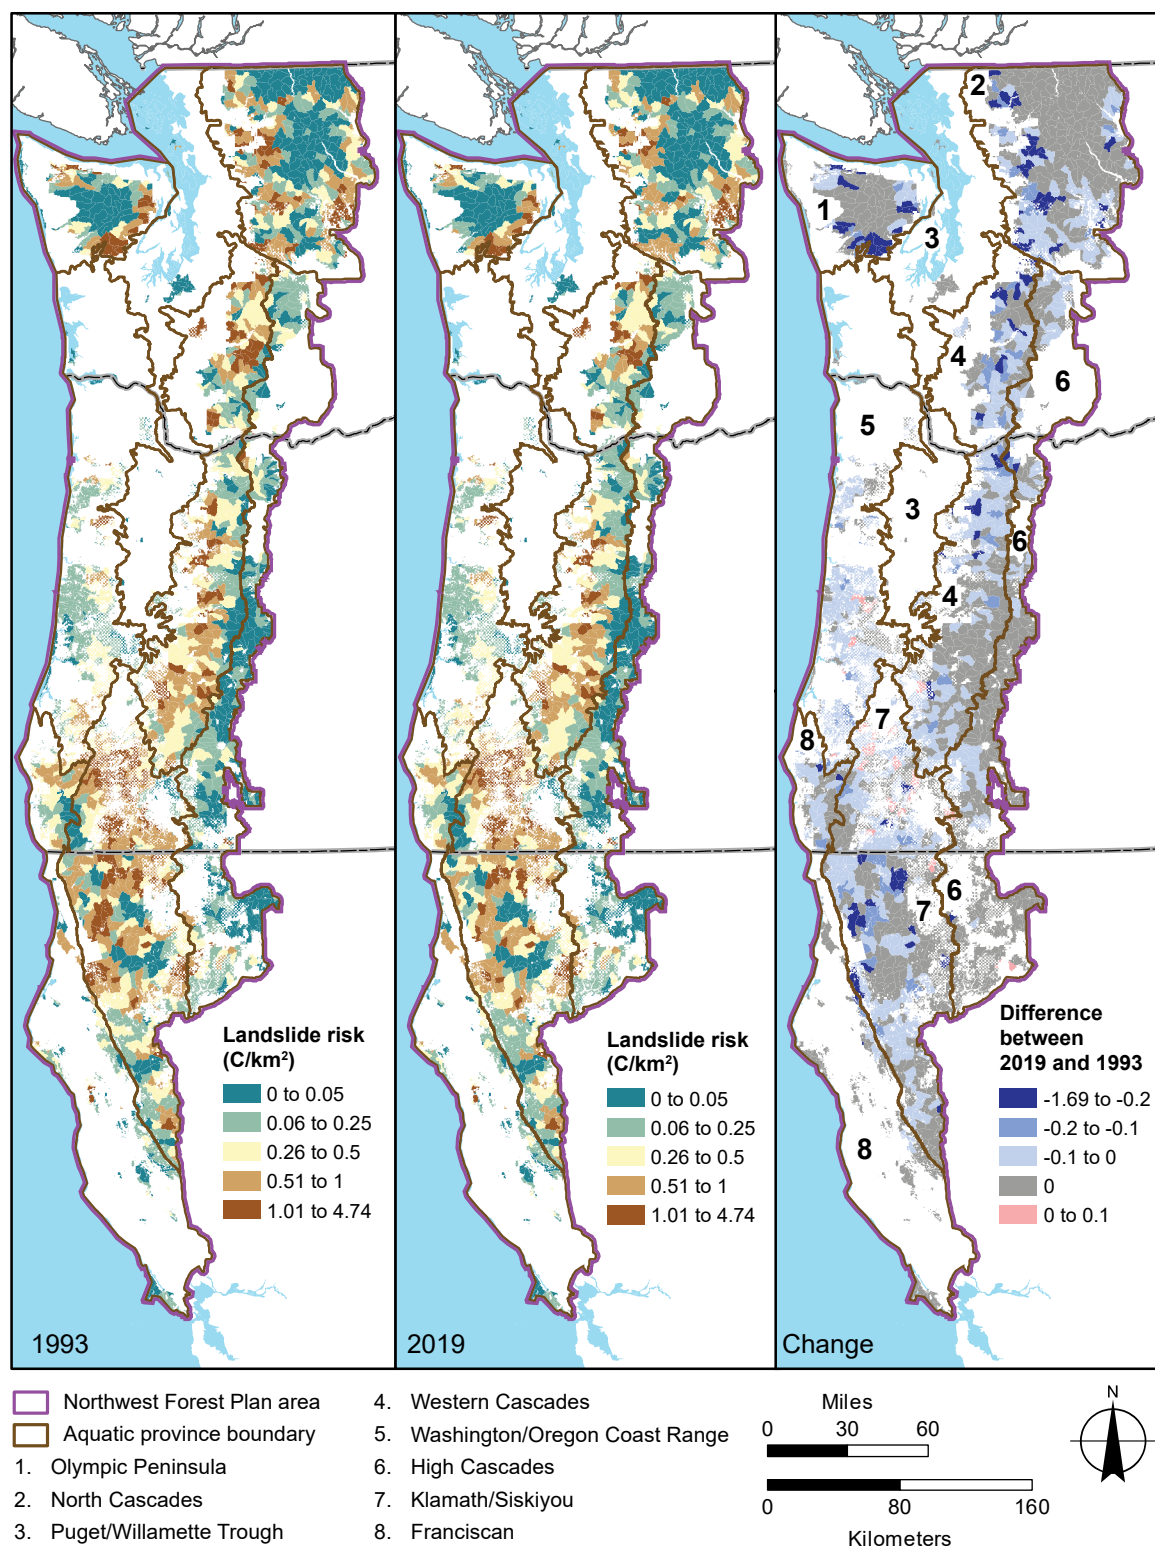 2
1
3
4
6
5
3
6
4
7
8
6
7
8
Landslide risk
(C/km²)
0 to 0.05
0.06 to 0.25
0.26 to 0.5
0.51 to 1
1.01 to 4.74
Landslide risk
(C/km²)
0 to 0.05
0.06 to 0.25
0.26 to 0.5
0.51 to 1
1.01 to 4.74
Difference
between
2019 and 1993
-1.69 to -0.2
-0.2 to -0.1
-0.1 to 0
0
0 to 0.1
1993
2019
Change
Northwest Forest Plan area
Aquatic province boundary
1. Olympic Peninsula
2. North Cascades
3. Puget/Willamette Trough
4. Western Cascades
5. Washington/Oregon Coast Range
6. High Cascades
7. Klamath/Siskiyou
8. Franciscan
Miles
0 30 60
0 80 160
Kilometers
N